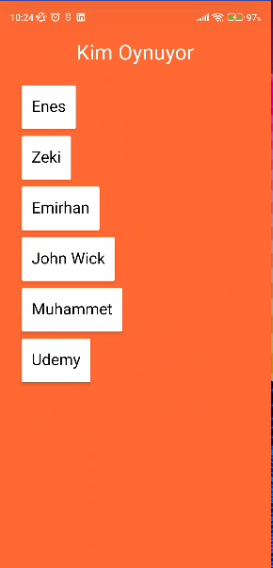 10:24 97%
Kim Oynuyor
Enes
Zeki
Emirhan
John Wick
Muhammet
Udemy